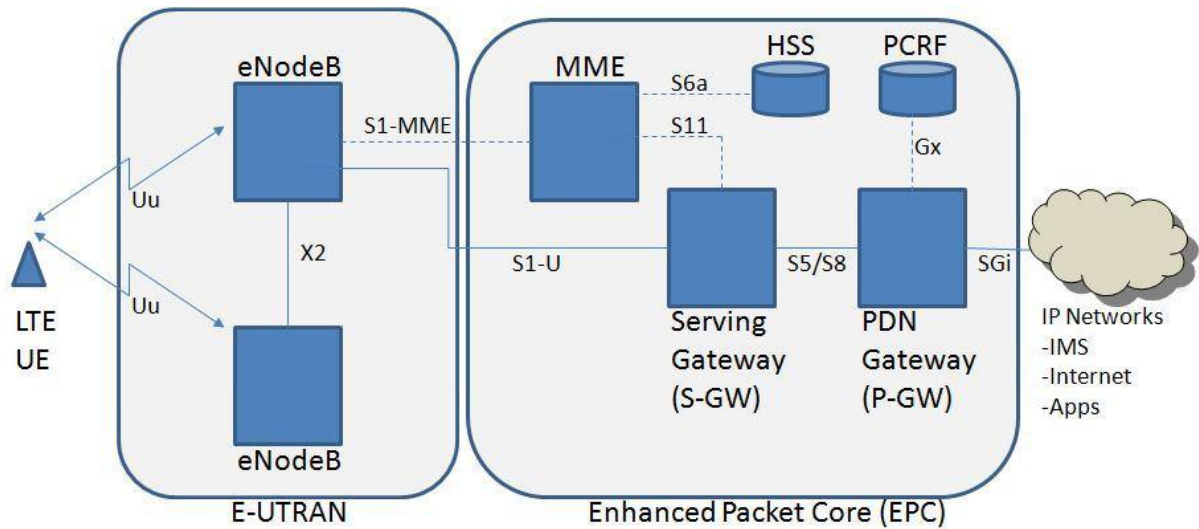 eNodeB
MME
HSS
PCRF
S6a
S1-MME
S11
Gx
Uu
X2
S1-U
S5/S8
SGi
Uu
LTE
UE
Serving
Gateway
(S-GW)
PDN
Gateway
(P-GW)
IP Networks
-IMS
-Internet
-Apps
eNodeB
E-UTRAN
Enhanced Packet Core (EPC)